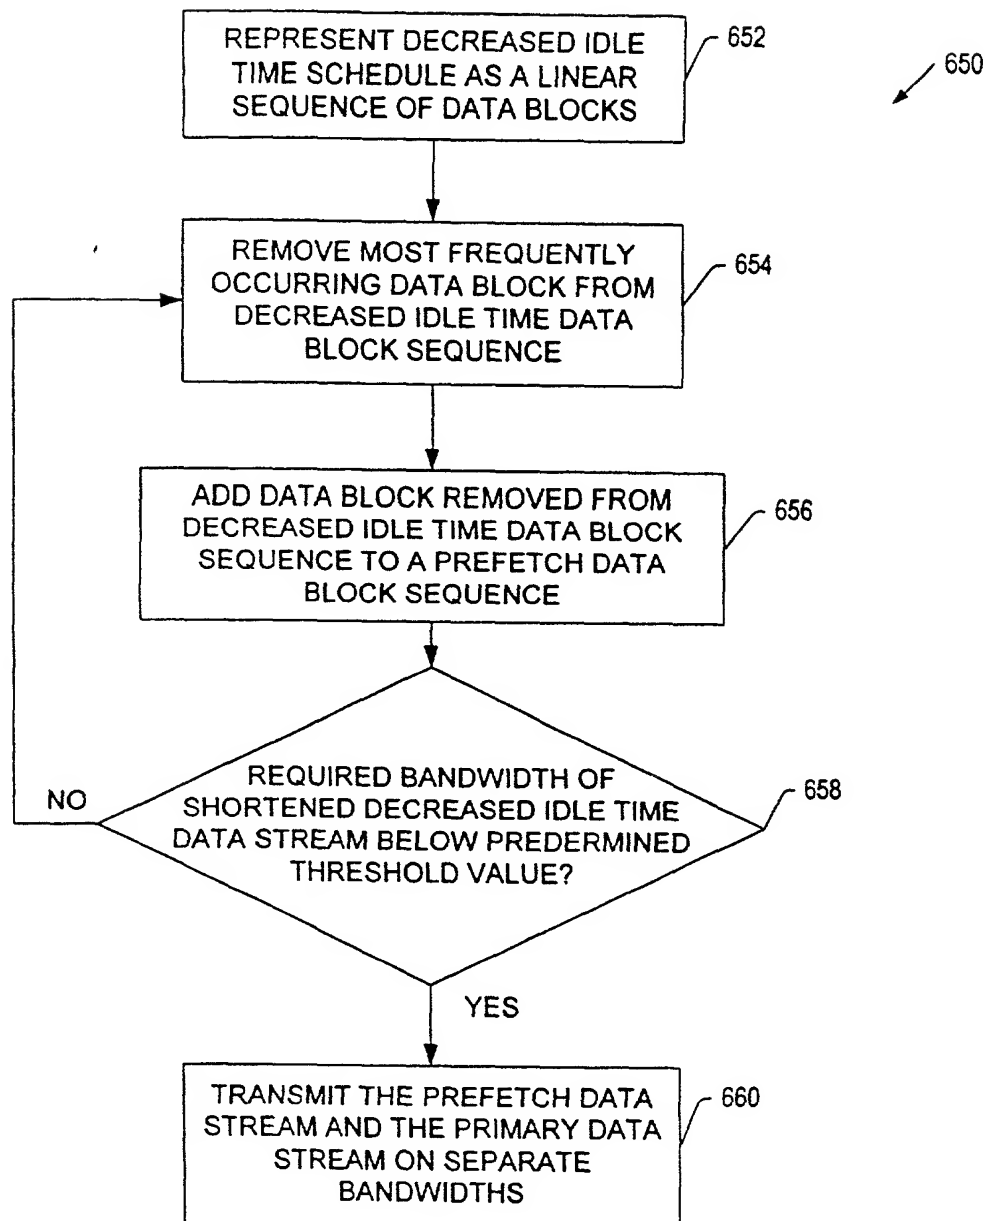 REPRESENT DECREASED IDLE
TIME SCHEDULE AS A LINEAR
SEQUENCE OF DATA BLOCKS
652
650
REMOVE MOST FREQUENTLY
OCCURRING DATA BLOCK FROM
DECREASED IDLE TIME DATA
BLOCK SEQUENCE
654
ADD DATA BLOCK REMOVED FROM
DECREASED IDLE TIME DATA BLOCK
SEQUENCE TO A PREFETCH DATA
BLOCK SEQUENCE
656
REQUIRED BANDWIDTH OF
SHORTENED DECREASED IDLE TIME
DATA STREAM BELOW PREDERMINED
THRESHOLD VALUE?
658
NO
YES
TRANSMIT THE PREFETCH DATA
STREAM AND THE PRIMARY DATA
STREAM ON SEPARATE
BANDWIDTHS
660